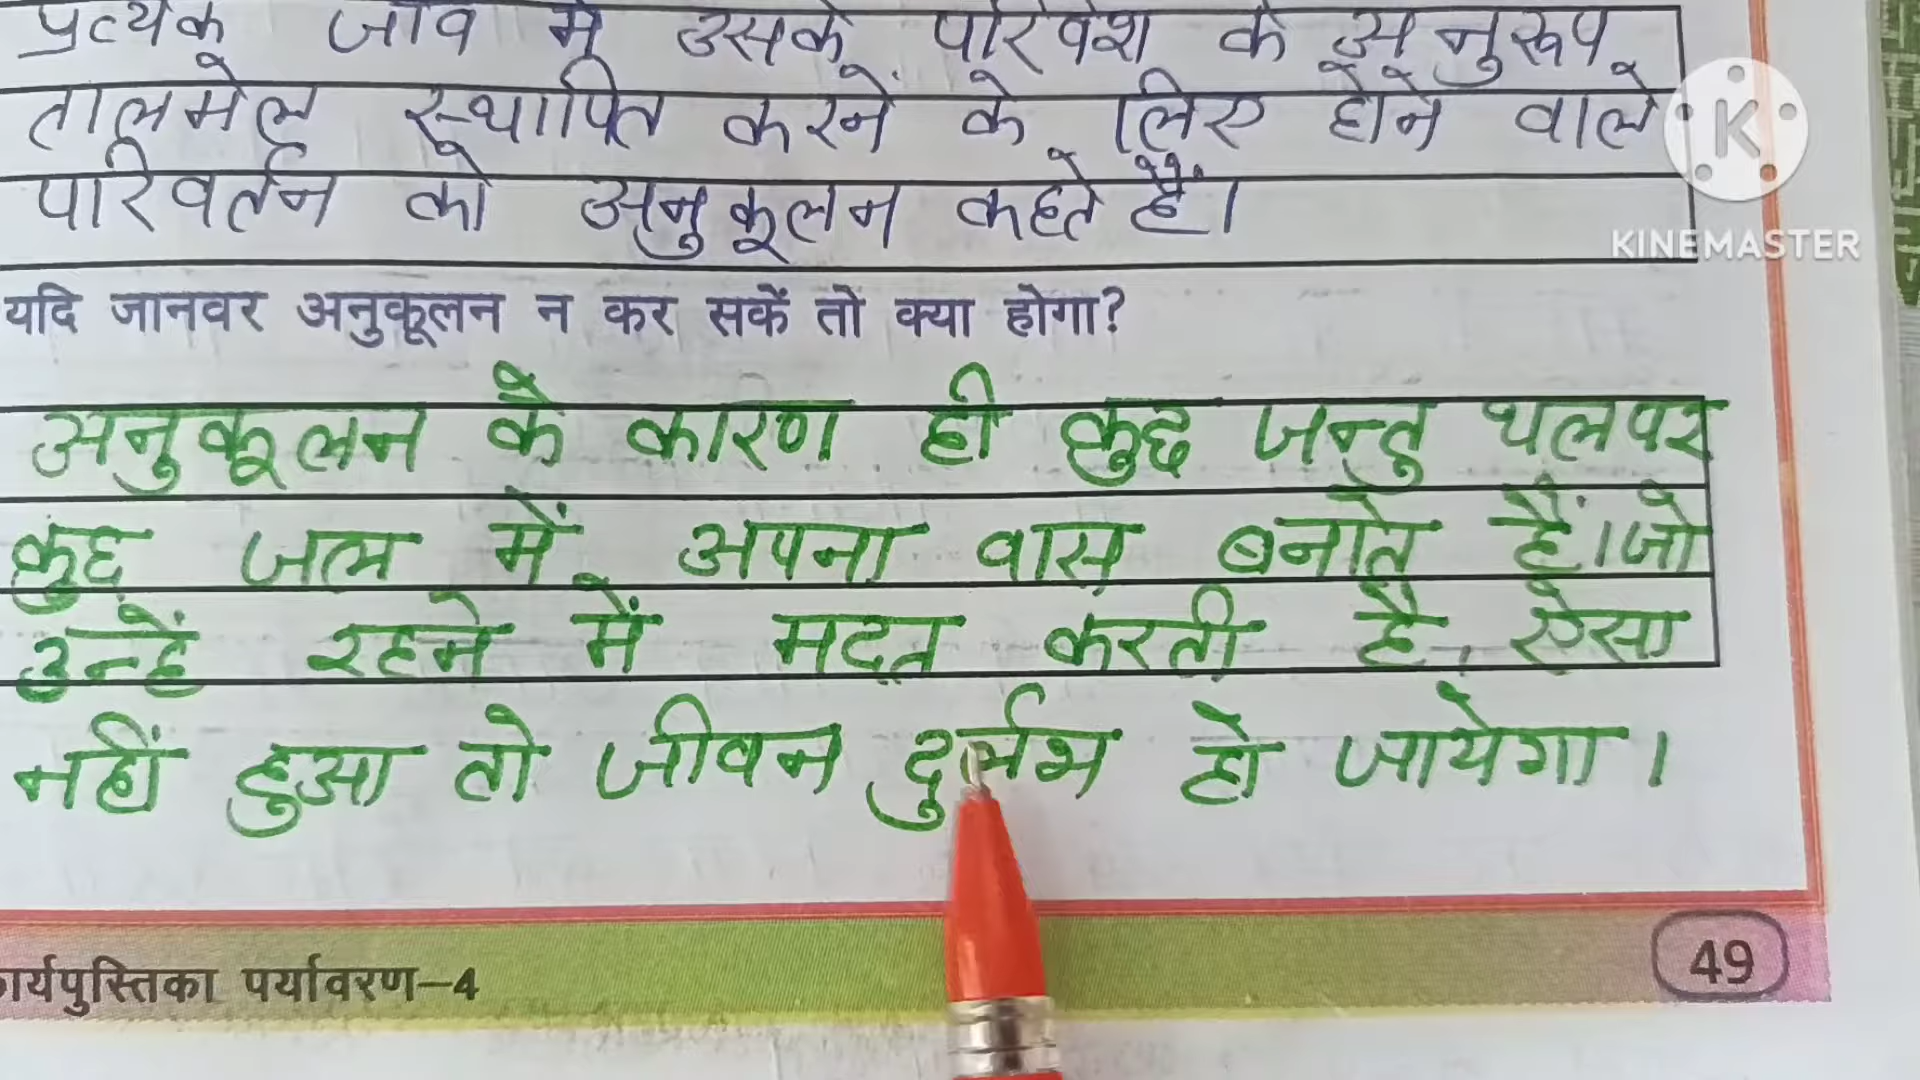 प्रत्येक जीव में उसके परिवेश के अनुरूप
तालमेल स्थापित करने के लिए होने वाले
परिवर्तन को अनुकूलन कहते हैं।
KINEMASTER
यदि जानवर अनुकूलन न कर सकें तो क्या होगा?
अनुकूलन के कारण ही कुछ जन्तु थलपर
कुछ जल में अपना वास बनाते हैं। जो
उन्हें रहने में मदत करती है, ऐसा
नहीं हुआ तो जीवन दुर्लभ हो जायेगा।
ार्यपुस्तिका पर्यावरण–4
49